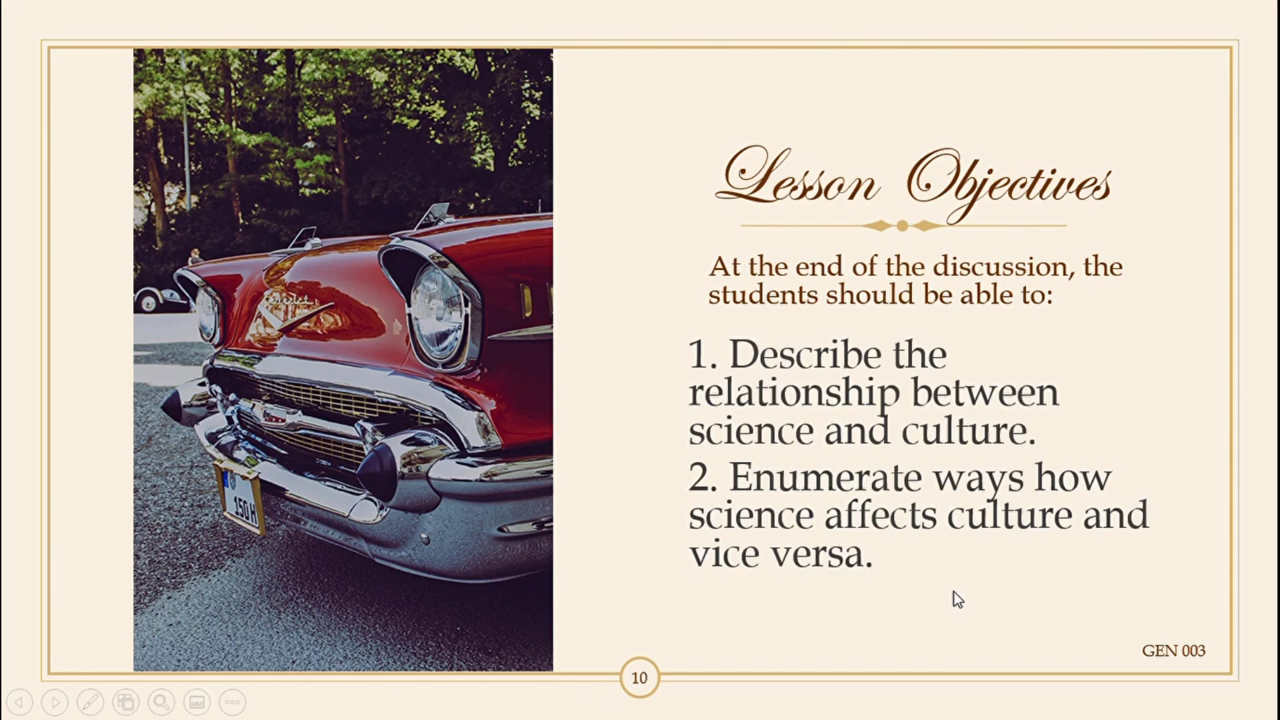 Lesson Objectives
At the end of the discussion, the
students should be able to:
1. Describe the
relationship between
science and culture.
2. Enumerate ways how
science affects culture and
vice versa.
GEN 003
10
Chevrolet